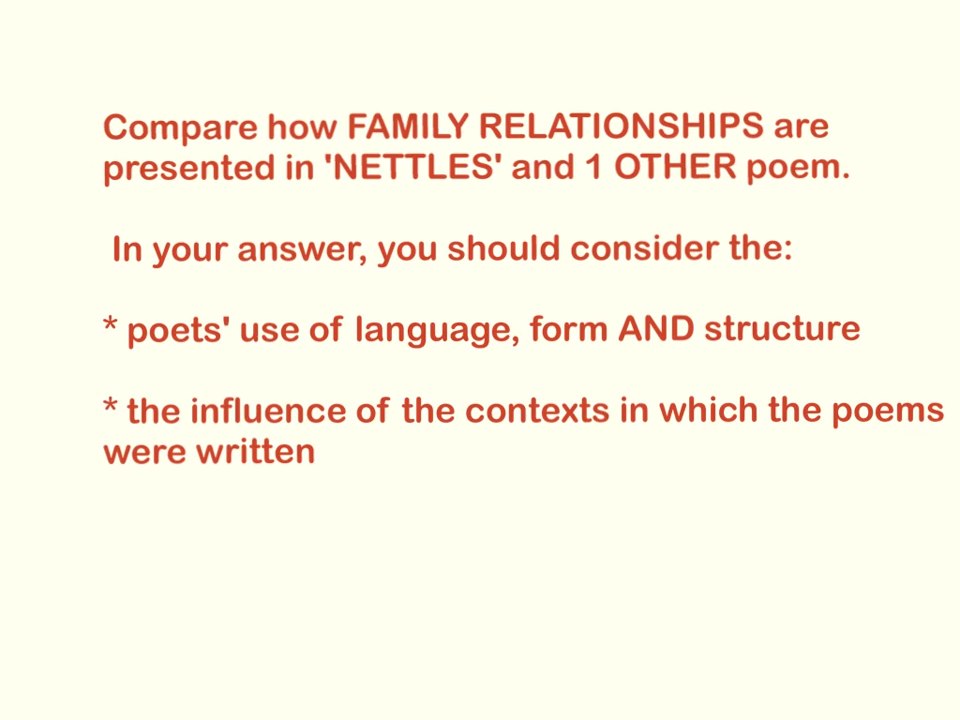 Compare how FAMILY RELATIONSHIPS are
presented in 'NETTLES' and 1 OTHER poem.
In your answer, you should consider the:
* poets' use of language, form AND structure
* the influence of the contexts in which the poems
were written